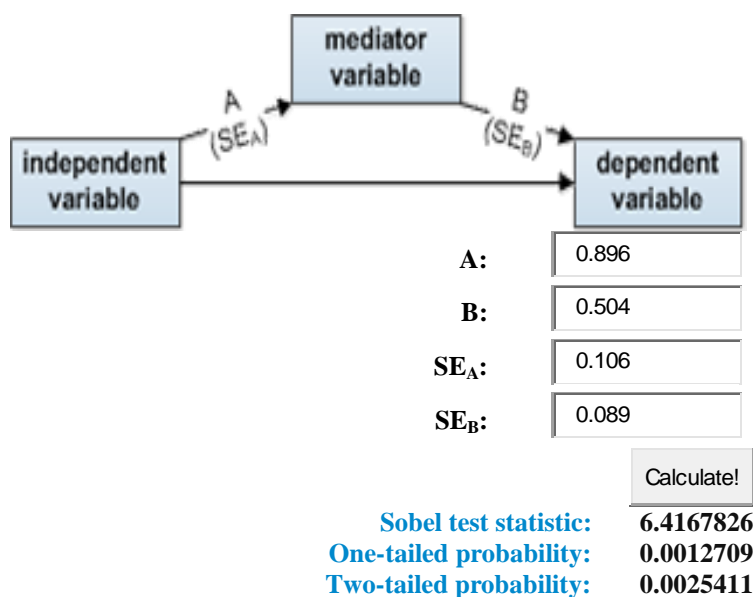 mediator
variable
A
(SEA)
B
(SEB)
independent
variable
dependent
variable
A: 0.896
B: 0.504
SEA: 0.106
SEB: 0.089
Calculate!
Sobel test statistic: 6.4167826
One-tailed probability: 0.0012709
Two-tailed probability: 0.0025411